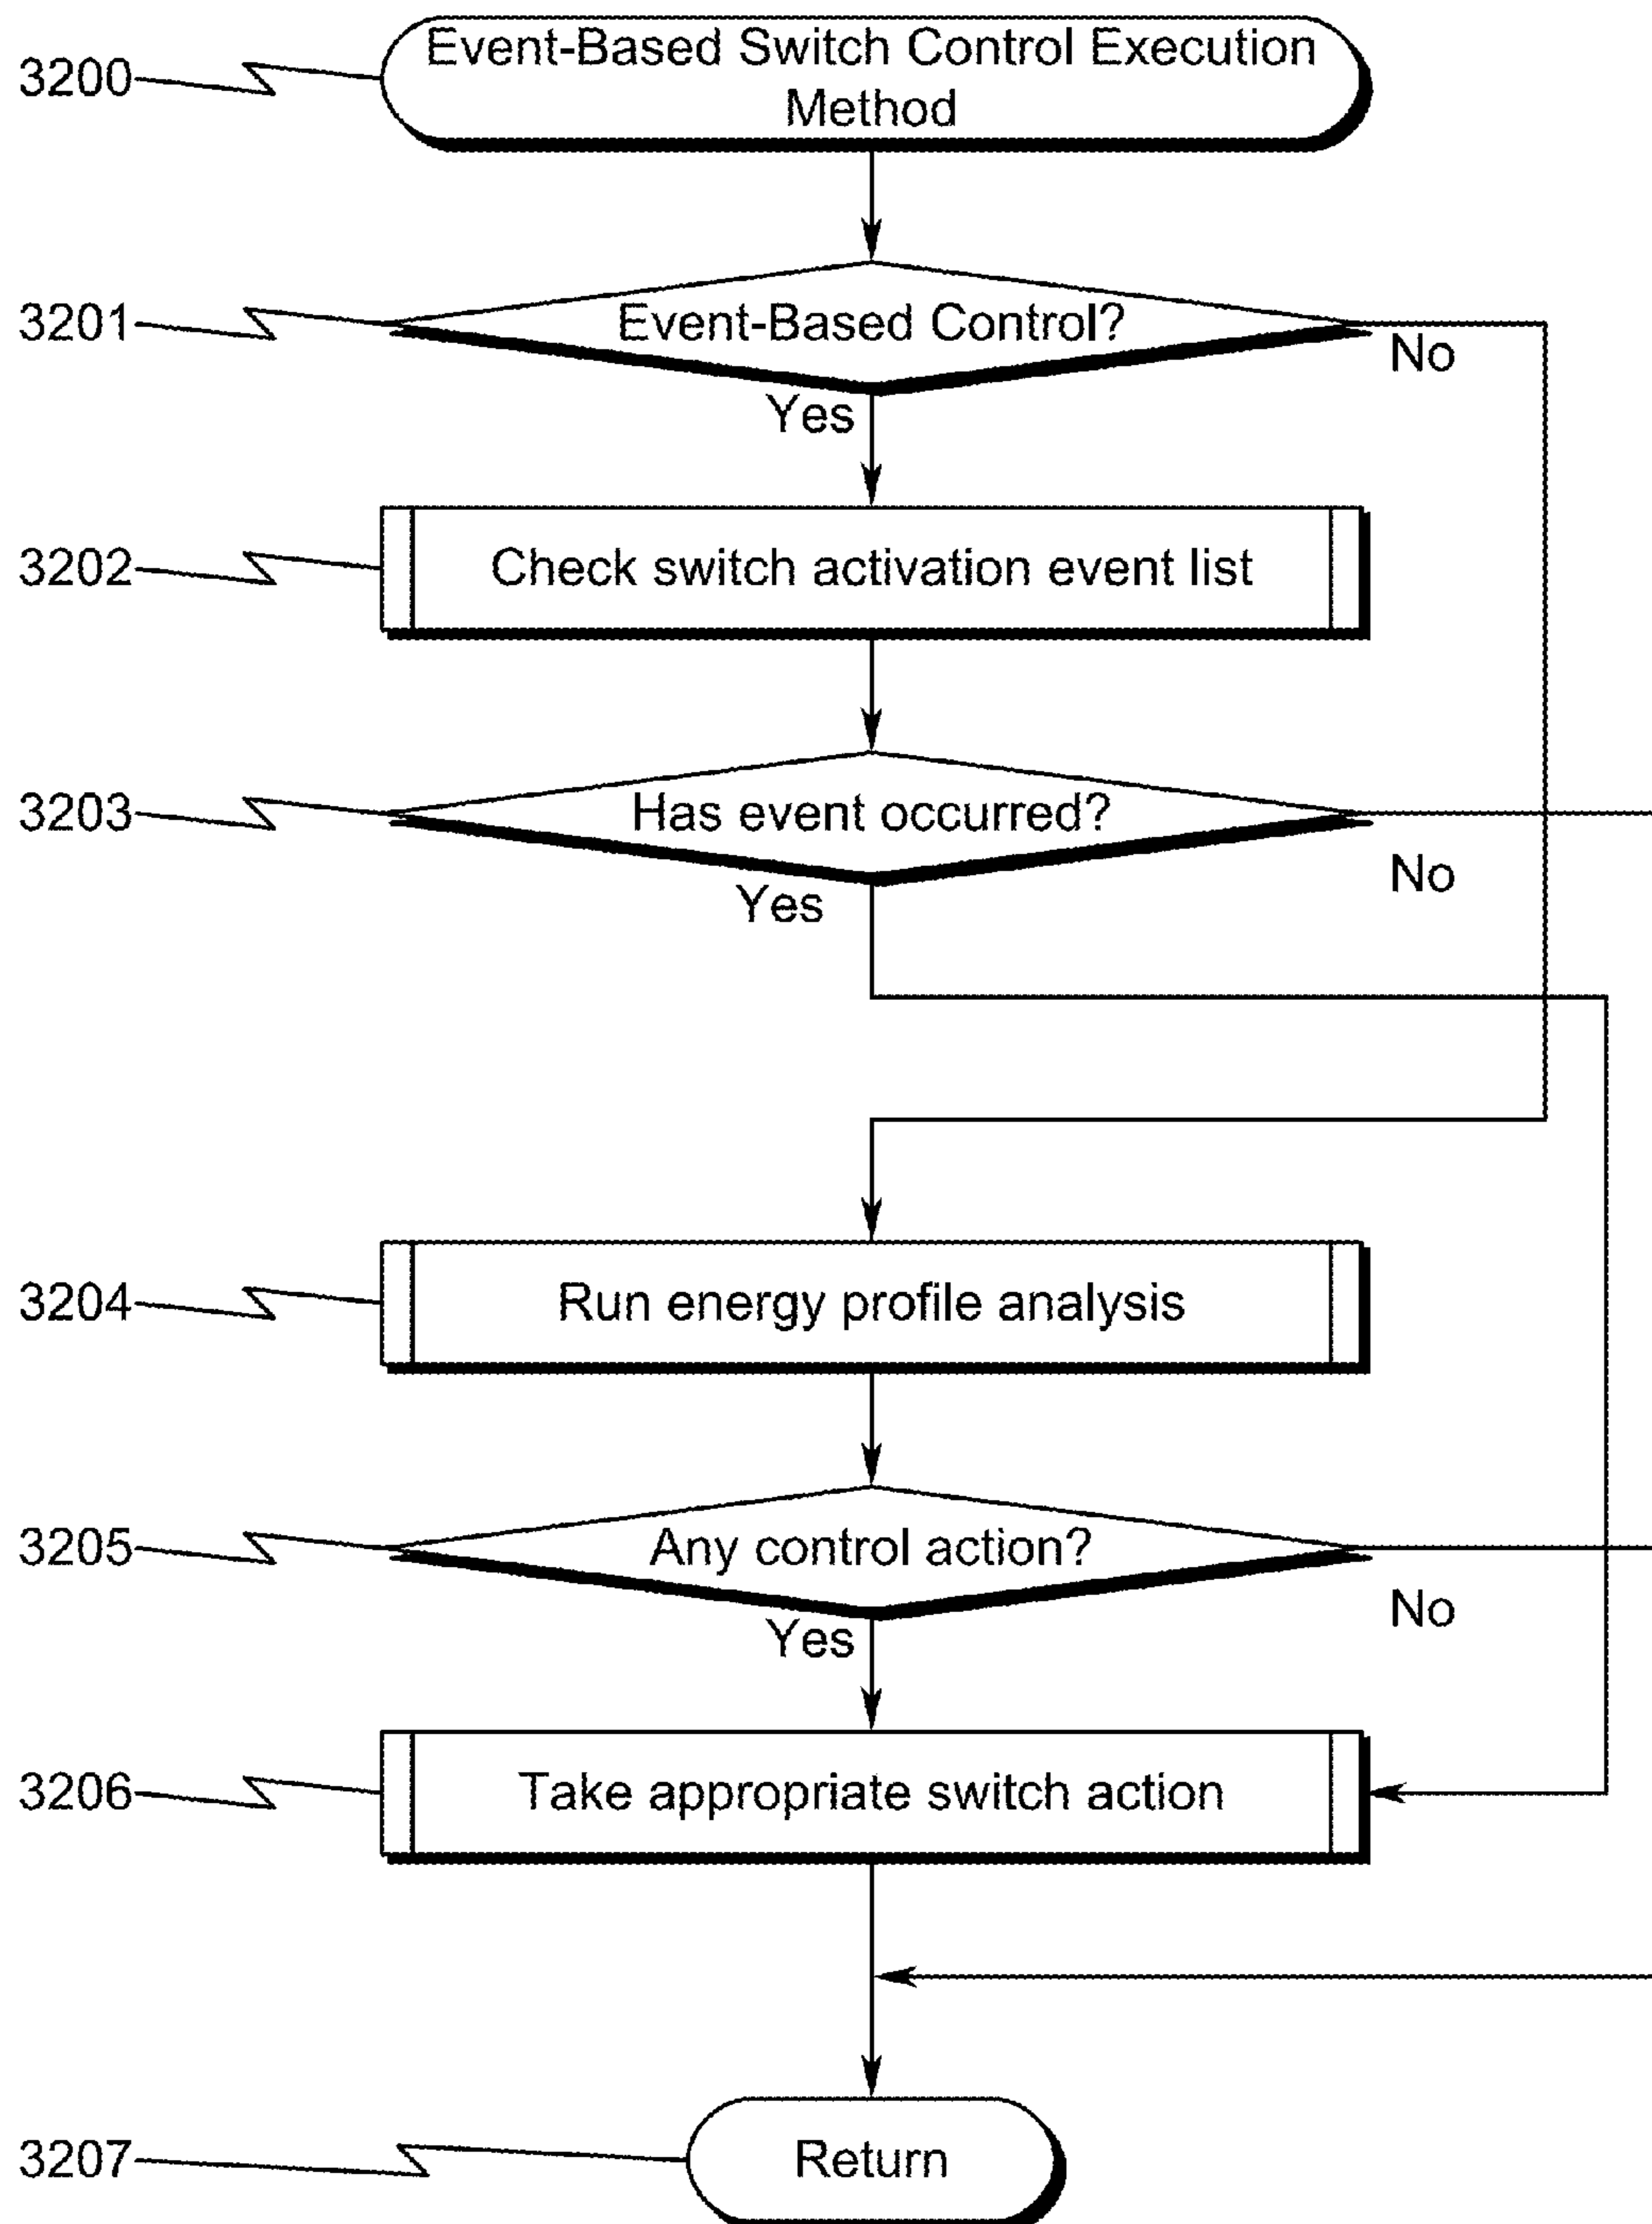 3200
Event-Based Switch Control Execution
Method
3201
Event-Based Control?
No
Yes
3202
Check switch activation event list
3203
Has event occurred?
No
Yes
3204
Run energy profile analysis
3205
Any control action?
No
Yes
3206
Take appropriate switch action
3207
Return